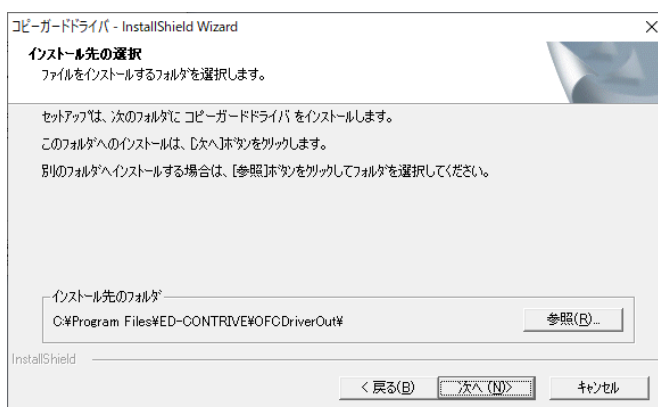 コピーガードドライバ - InstallShield Wizard
インストール先の選択
ファイルをインストールするフォルダを選択します。
セットアップは、次のフォルダに コピーガードドライバ をインストールします。
このフォルダへのインストールは、[次へ]ボタンをクリックします。
別のフォルダへインストールする場合は、[参照]ボタンをクリックしてフォルダを選択してください。
インストール先のフォルダ
C:¥Program Files¥ED-CONTRIVE¥OFCDriverOut¥
参照(R)...
InstallShield
< 戻る(B)
次へ (N)>
キャンセル